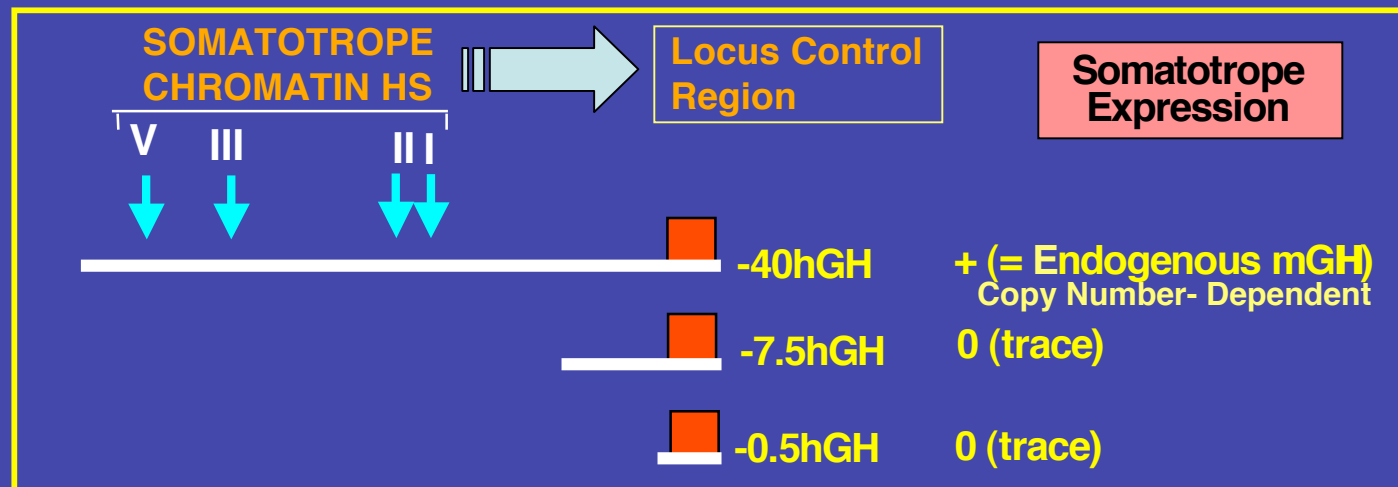 SOMATOTROPE
CHROMATIN HS
Locus Control
Region
Somatotrope
Expression
V III II I
-40hGH + (= Endogenous mGH)
Copy Number- Dependent
-7.5hGH 0 (trace)
-0.5hGH 0 (trace)